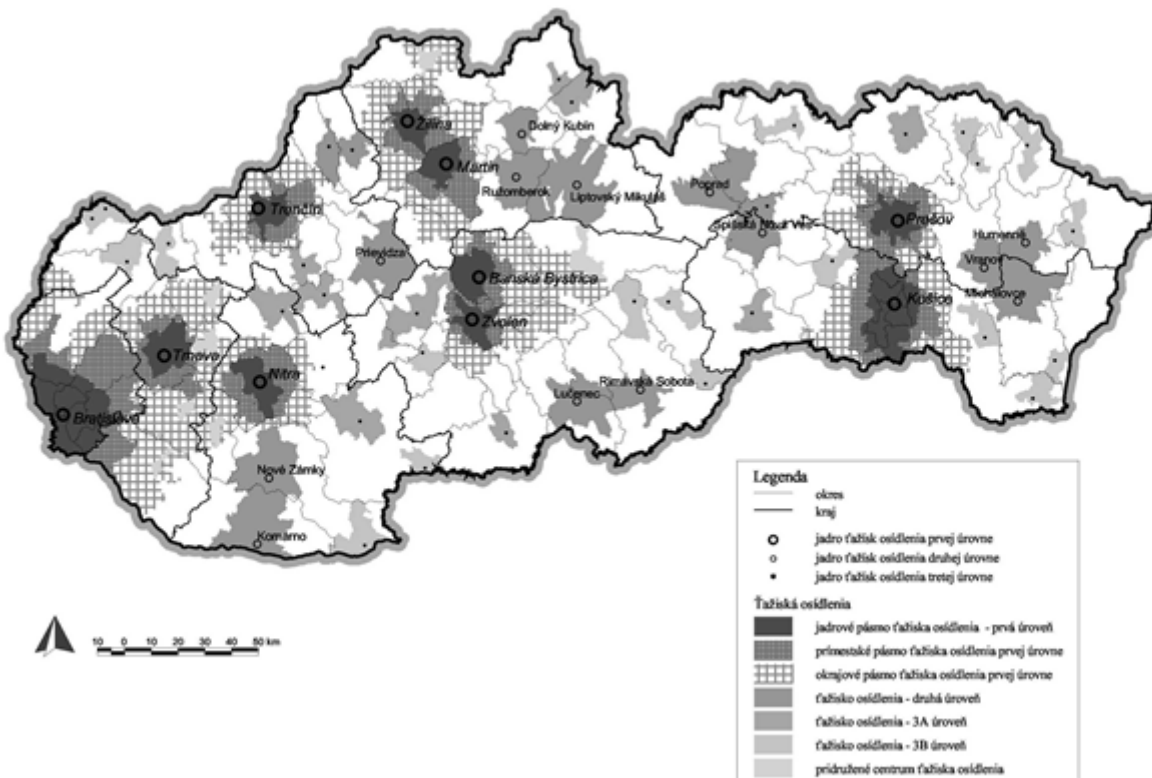 Žilina
Dolný Kubín
Martin
Ružomberok
Liptovský Mikuláš
Poprad
Trenčín
Spišská Nová Ves
Prešov
Humenné
Prievidza
Vranov
Banská Bystrica
Michalovce
Košice
Zvolen
Trnava
Nitra
Rimavská Sobota
Lučenec
Bratislava
Nové Zámky
Komárno
Legenda
okres
kraj
jadro ťažísk osídlenia prvej úrovne
jadro ťažísk osídlenia druhej úrovne
jadro ťažísk osídlenia tretej úrovne
Ťažiská osídlenia
jadrové pásmo ťažiska osídlenia - prvá úroveň
prímestské pásmo ťažiska osídlenia prvej úrovne
okrajové pásmo ťažiska osídlenia prvej úrovne
ťažisko osídlenia - druhá úroveň
ťažisko osídlenia - 3A úroveň
ťažisko osídlenia - 3B úroveň
pridružené centrum ťažiska osídlenia
10 0 10 20 30 40 50 km